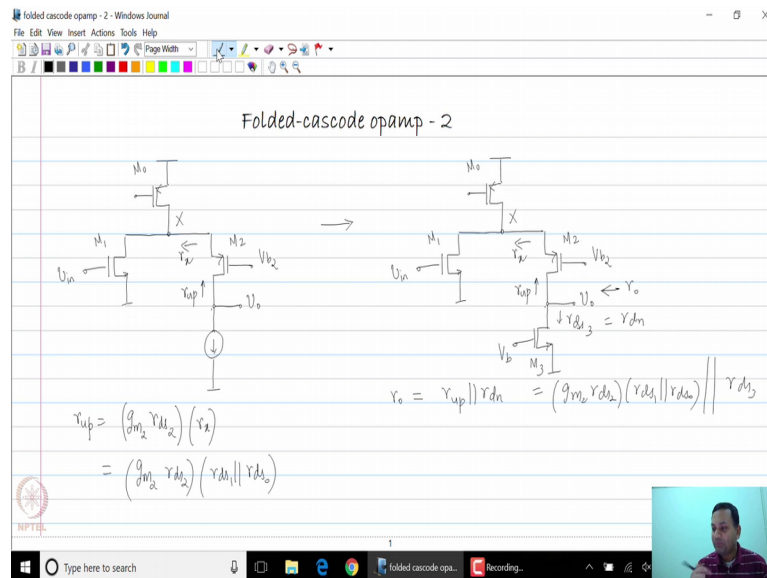 folded cascode opamp - 2 - Windows Journal
File Edit View Insert Actions Tools Help
Page Width
B I
Folded-cascode opamp - 2
M0
X
M1
M2
rx
Vb2
Vin
rup
Vo
M0
X
M1
M2
rx
Vb2
Vin
rup
Vo ← ro
↓ rds3 = rdn
Vb
M3
ro = rup || rdn = (gm2 rds2)(rds1 || rds0) || rds3
rup = (gm2 rds2)(rx)
= (gm2 rds2)(rds1 || rds0)
NPTEL
1
Type here to search
folded cascode opa...
Recording...